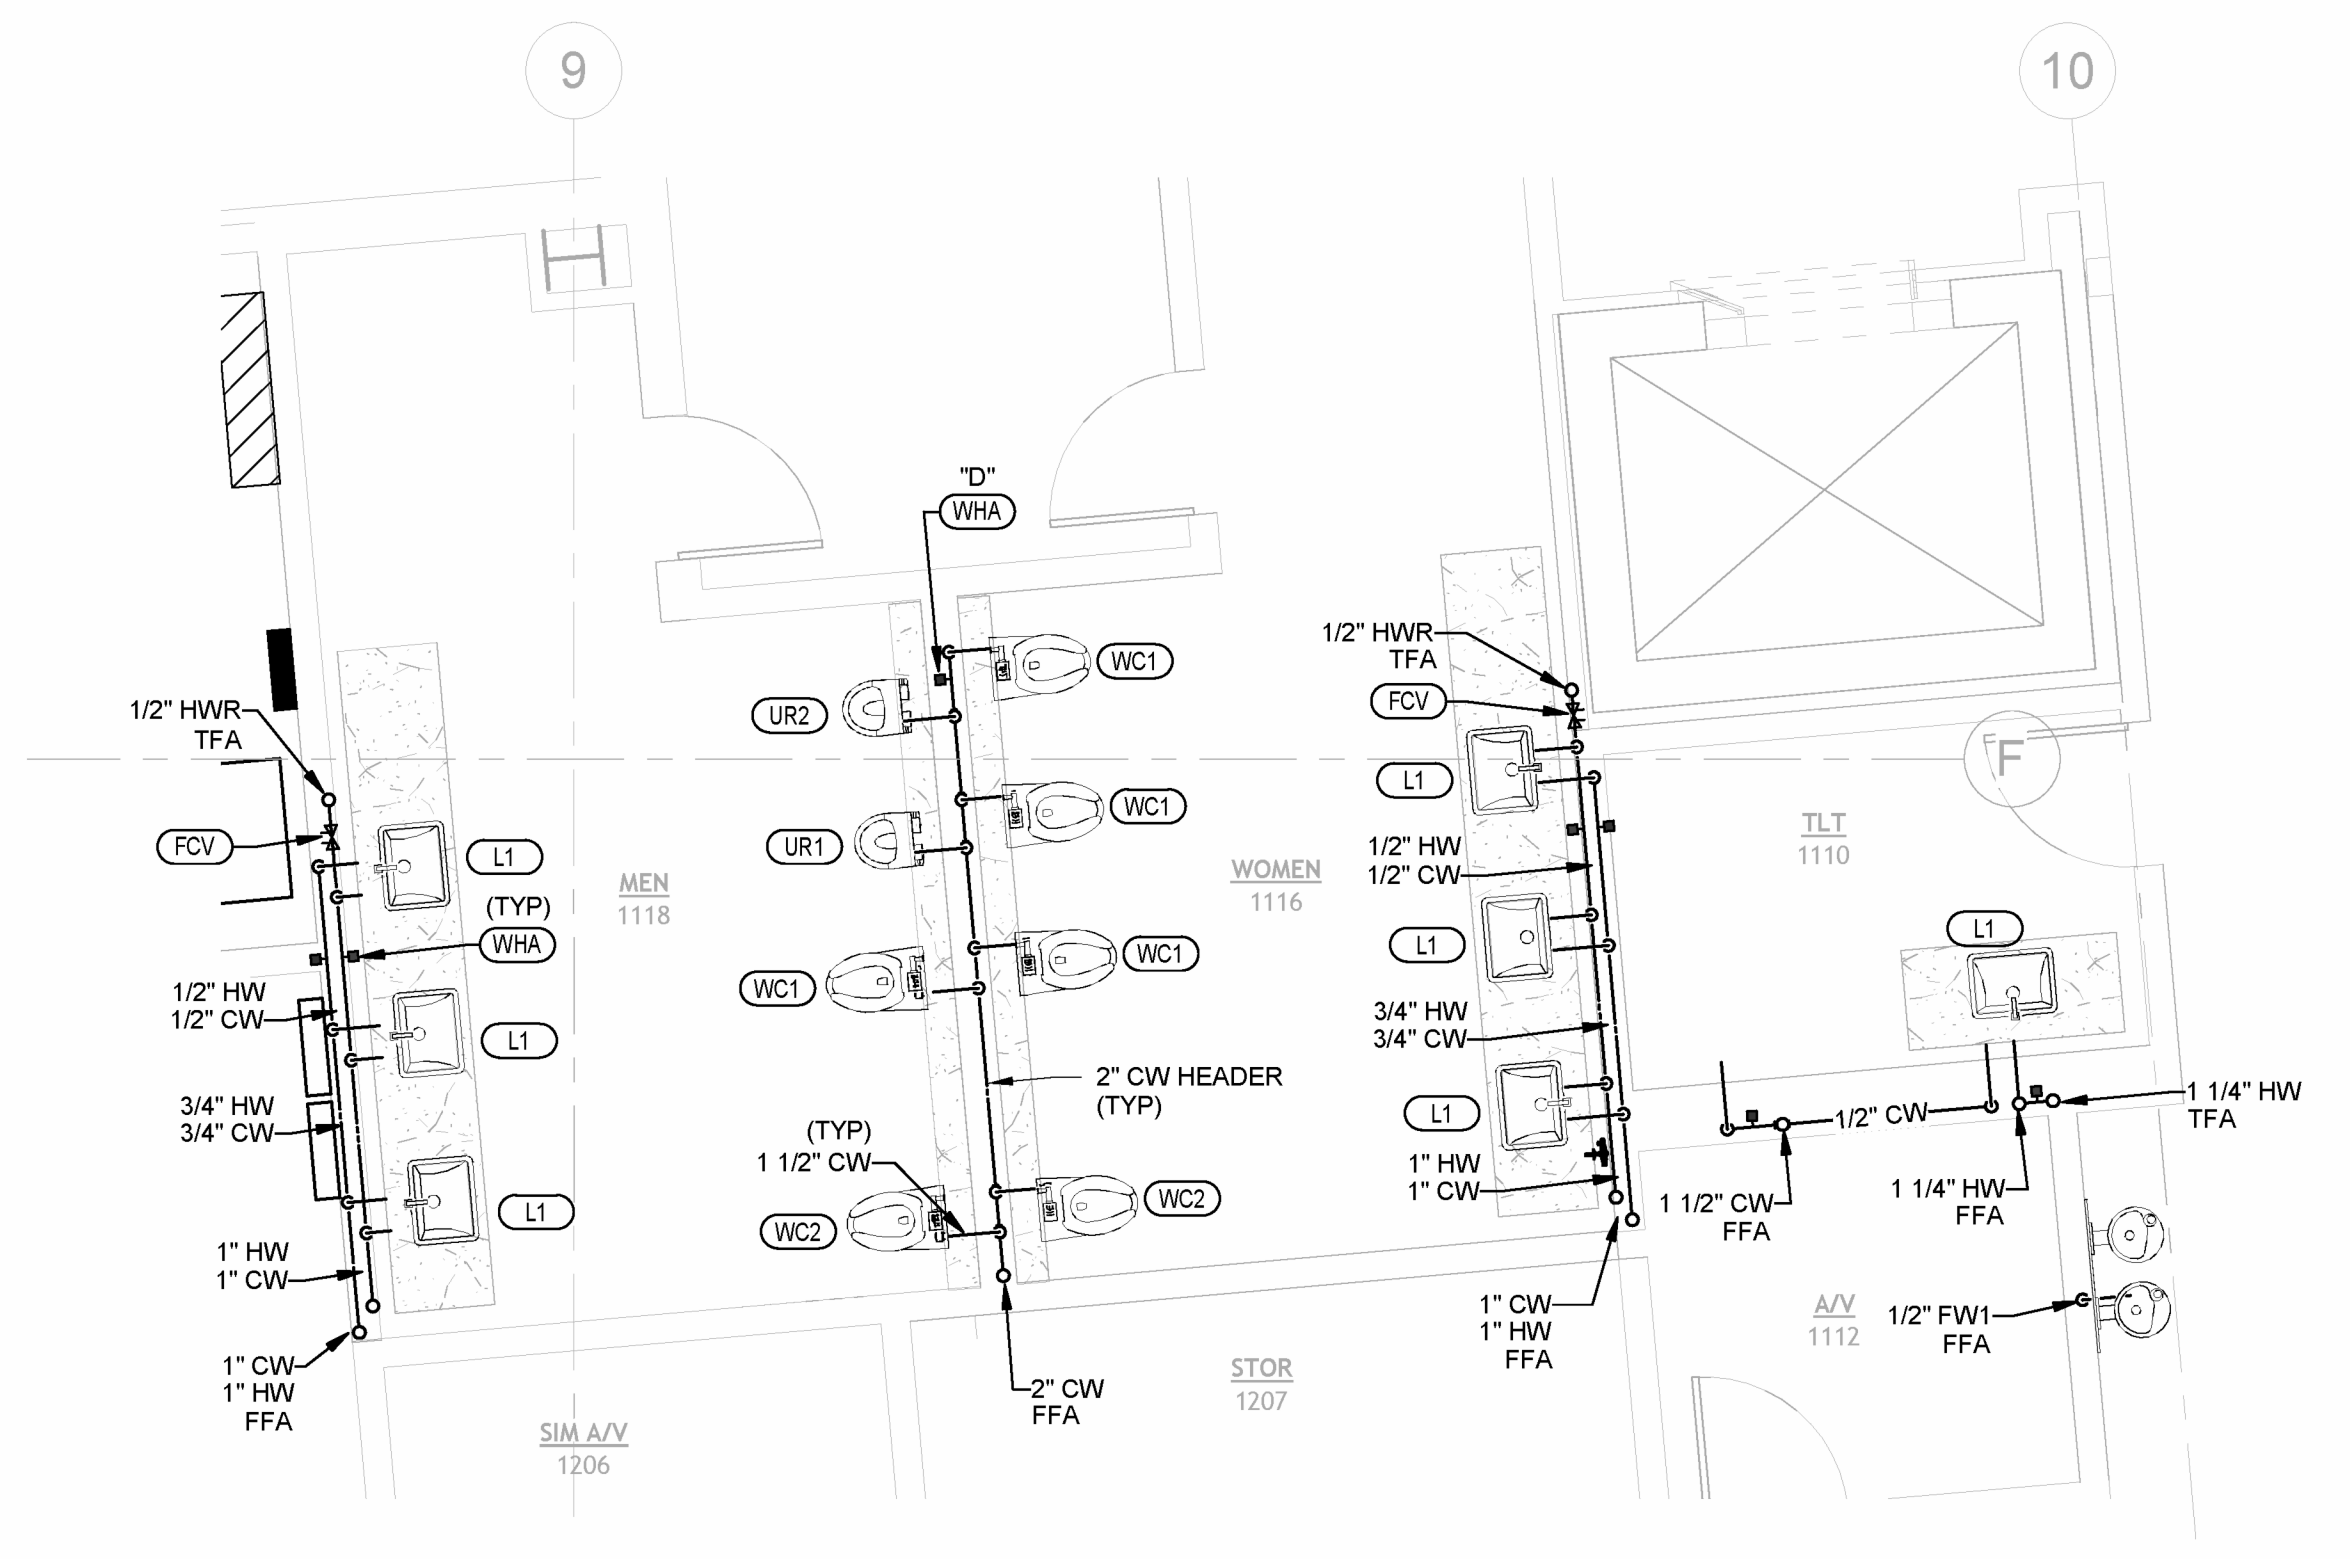 9
10
"D"
WHA
1/2" HWR
TFA
FCV
L1
(TYP)
WHA
1/2" HW
1/2" CW
L1
3/4" HW
3/4" CW
L1
1" HW
1" CW
1" CW
1" HW
FFA
MEN
1118
SIM A/V
1206
UR2
UR1
WC1
(TYP)
1 1/2" CW
WC2
WC1
WC1
WC1
2" CW HEADER
(TYP)
WC2
2" CW
FFA
WOMEN
1116
STOR
1207
1/2" HWR
TFA
FCV
L1
1/2" HW
1/2" CW
L1
3/4" HW
3/4" CW
L1
1" HW
1" CW
1" CW
1" HW
FFA
F
TLT
1110
L1
1/2" CW
1 1/4" HW
TFA
1 1/2" CW
FFA
1 1/4" HW
FFA
A/V
1112
1/2" FW1
FFA